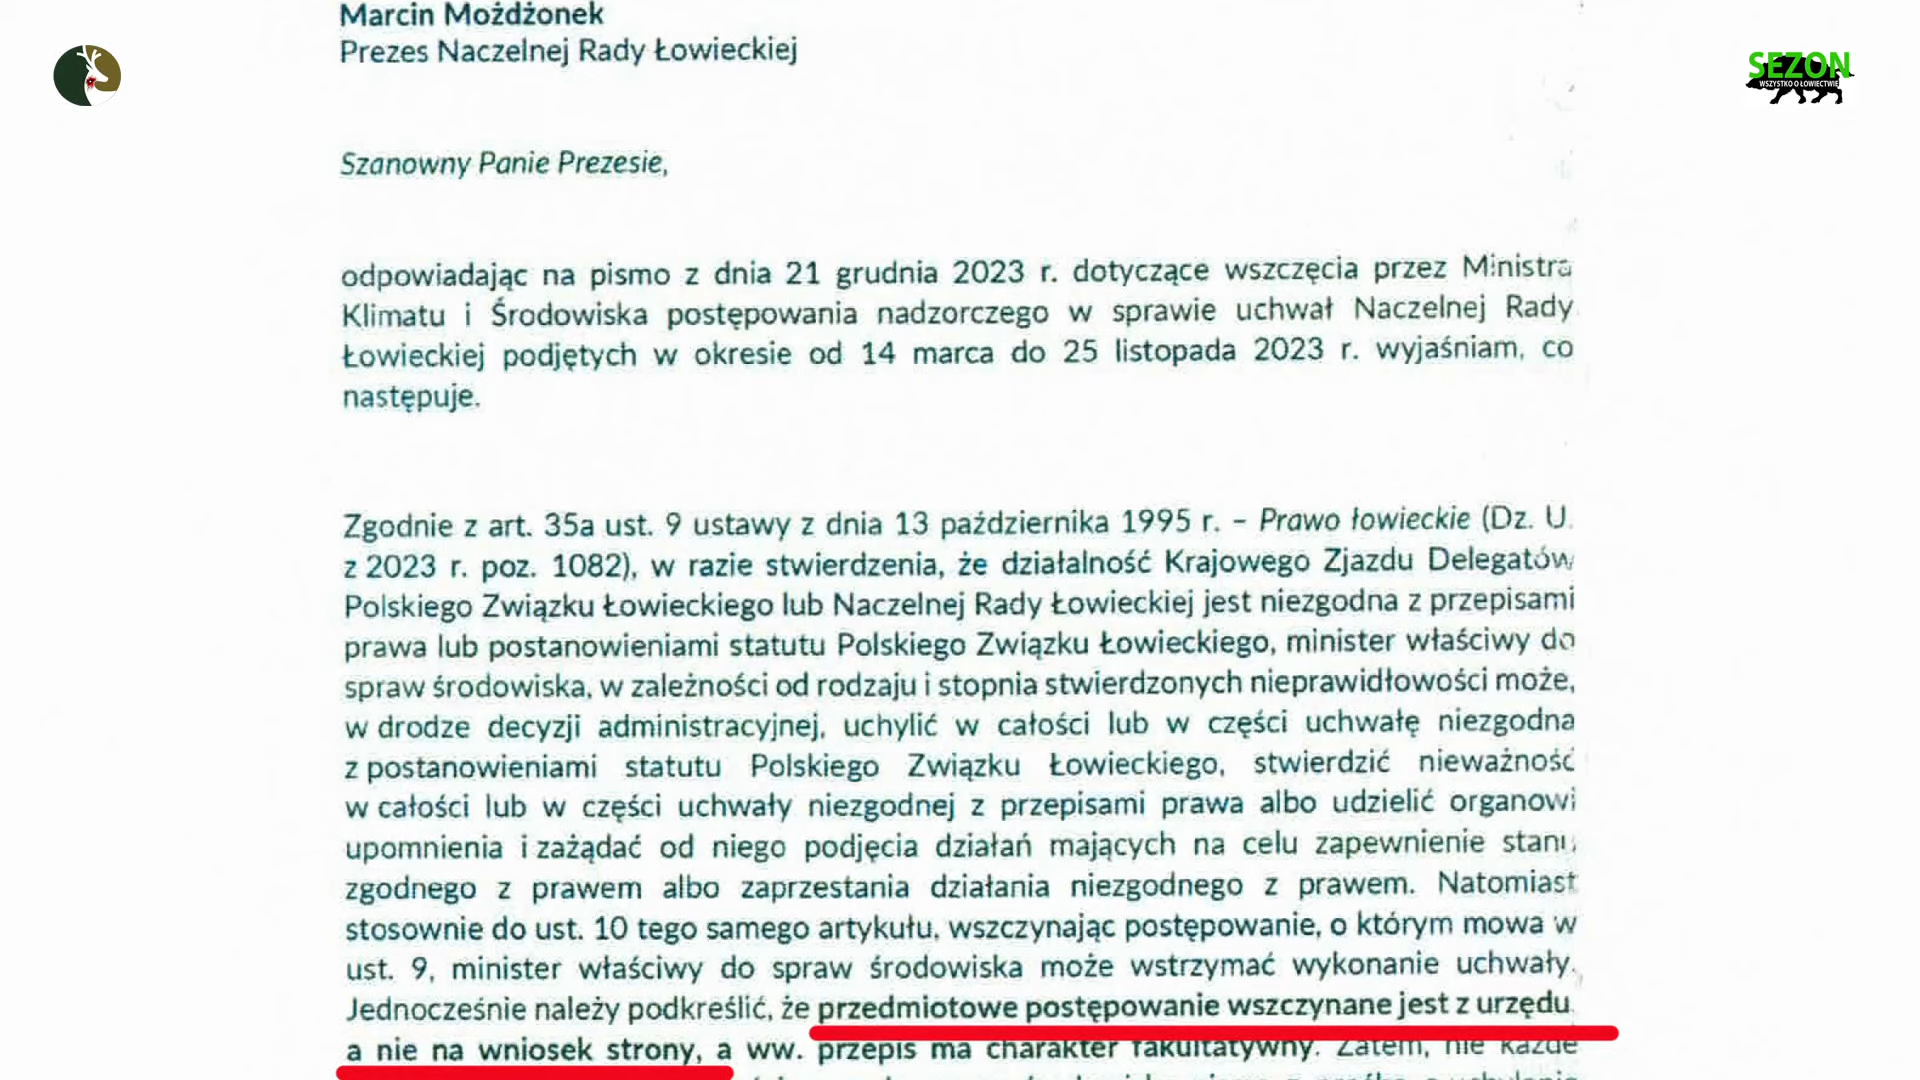 Marcin Możdżonek
Prezes Naczelnej Rady Łowieckiej
SEZON
WSZYSTKO O ŁOWIECTWIE
Szanowny Panie Prezesie,
odpowiadając na pismo z dnia 21 grudnia 2023 r. dotyczące wszczęcia przez Ministra
Klimatu i Środowiska postępowania nadzorczego w sprawie uchwał Naczelnej Rady
Łowieckiej podjętych w okresie od 14 marca do 25 listopada 2023 r. wyjaśniam, co
następuje.
Zgodnie z art. 35a ust. 9 ustawy z dnia 13 października 1995 r. – Prawo łowieckie (Dz. U.
z 2023 r. poz. 1082), w razie stwierdzenia, że działalność Krajowego Zjazdu Delegatów
Polskiego Związku Łowieckiego lub Naczelnej Rady Łowieckiej jest niezgodna z przepisami
prawa lub postanowieniami statutu Polskiego Związku Łowieckiego, minister właściwy do
spraw środowiska, w zależności od rodzaju i stopnia stwierdzonych nieprawidłowości może,
w drodze decyzji administracyjnej, uchylić w całości lub w części uchwałę niezgodna
z postanowieniami statutu Polskiego Związku Łowieckiego, stwierdzić nieważność
w całości lub w części uchwały niezgodnej z przepisami prawa albo udzielić organowi
upomnienia i zażądać od niego podjęcia działań mających na celu zapewnienie stanu
zgodnego z prawem albo zaprzestania działania niezgodnego z prawem. Natomiast
stosownie do ust. 10 tego samego artykułu, wszczynając postępowanie, o którym mowa w
ust. 9, minister właściwy do spraw środowiska może wstrzymać wykonanie uchwały.
Jednocześnie należy podkreślić, że przedmiotowe postępowanie wszczynane jest z urzędu
a nie na wniosek strony, a ww. przepis ma charakter fakultatywny. Zatem, nie każde